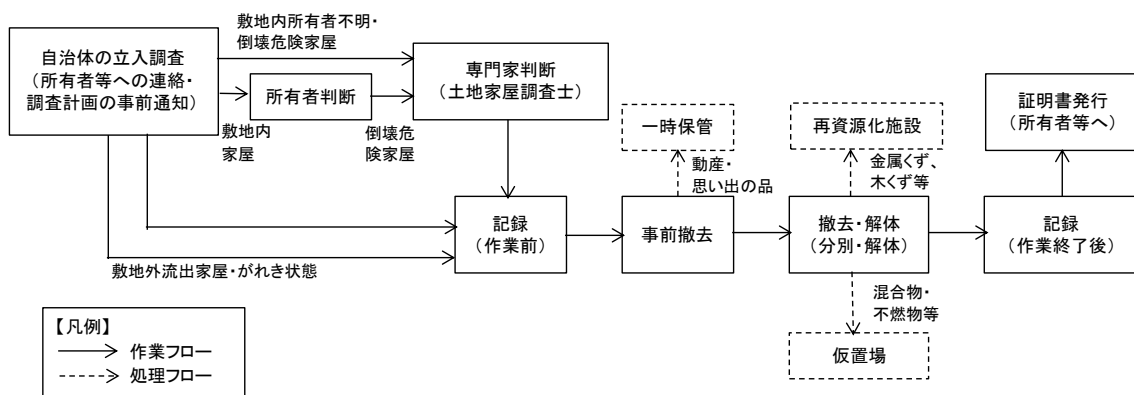 敷地内所有者不明・
倒壊危険家屋
自治体の立入調査
(所有者等への連絡・
調査計画の事前通知)
所有者判断
専門家判断
(土地家屋調査士)
敷地内
家屋
倒壊危
険家屋
一時保管
再資源化施設
証明書発行
(所有者等へ)
動産・
思い出の品
金属くず、
木くず等
記録
(作業前)
事前撤去
撤去・解体
(分別・解体)
記録
(作業終了後)
敷地外流出家屋・がれき状態
混合物・
不燃物等
仮置場
【凡例】
作業フロー
処理フロー